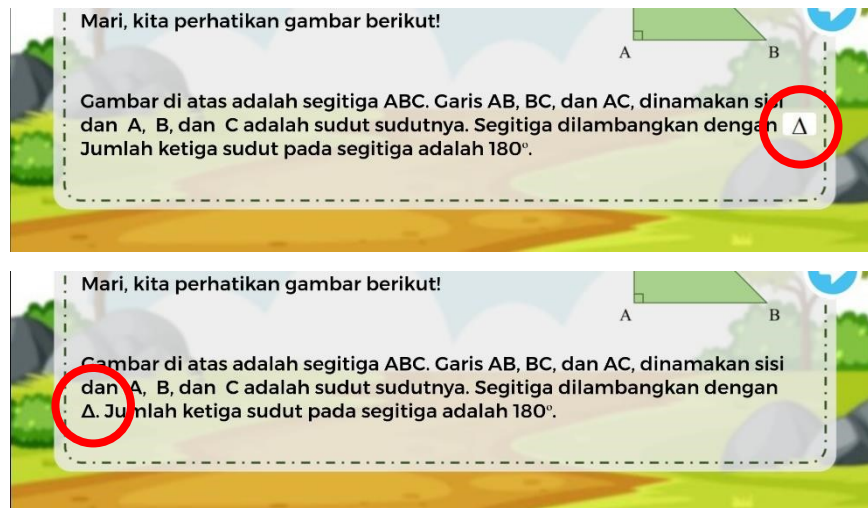 Mari, kita perhatikan gambar berikut!
A B
Gambar di atas adalah segitiga ABC. Garis AB, BC, dan AC, dinamakan sisi
dan A, B, dan C adalah sudut sudutnya. Segitiga dilambangkan dengan Δ
Jumlah ketiga sudut pada segitiga adalah 180°.
Mari, kita perhatikan gambar berikut!
A B
Gambar di atas adalah segitiga ABC. Garis AB, BC, dan AC, dinamakan sisi
dan A, B, dan C adalah sudut sudutnya. Segitiga dilambangkan dengan
Δ. Jumlah ketiga sudut pada segitiga adalah 180°.